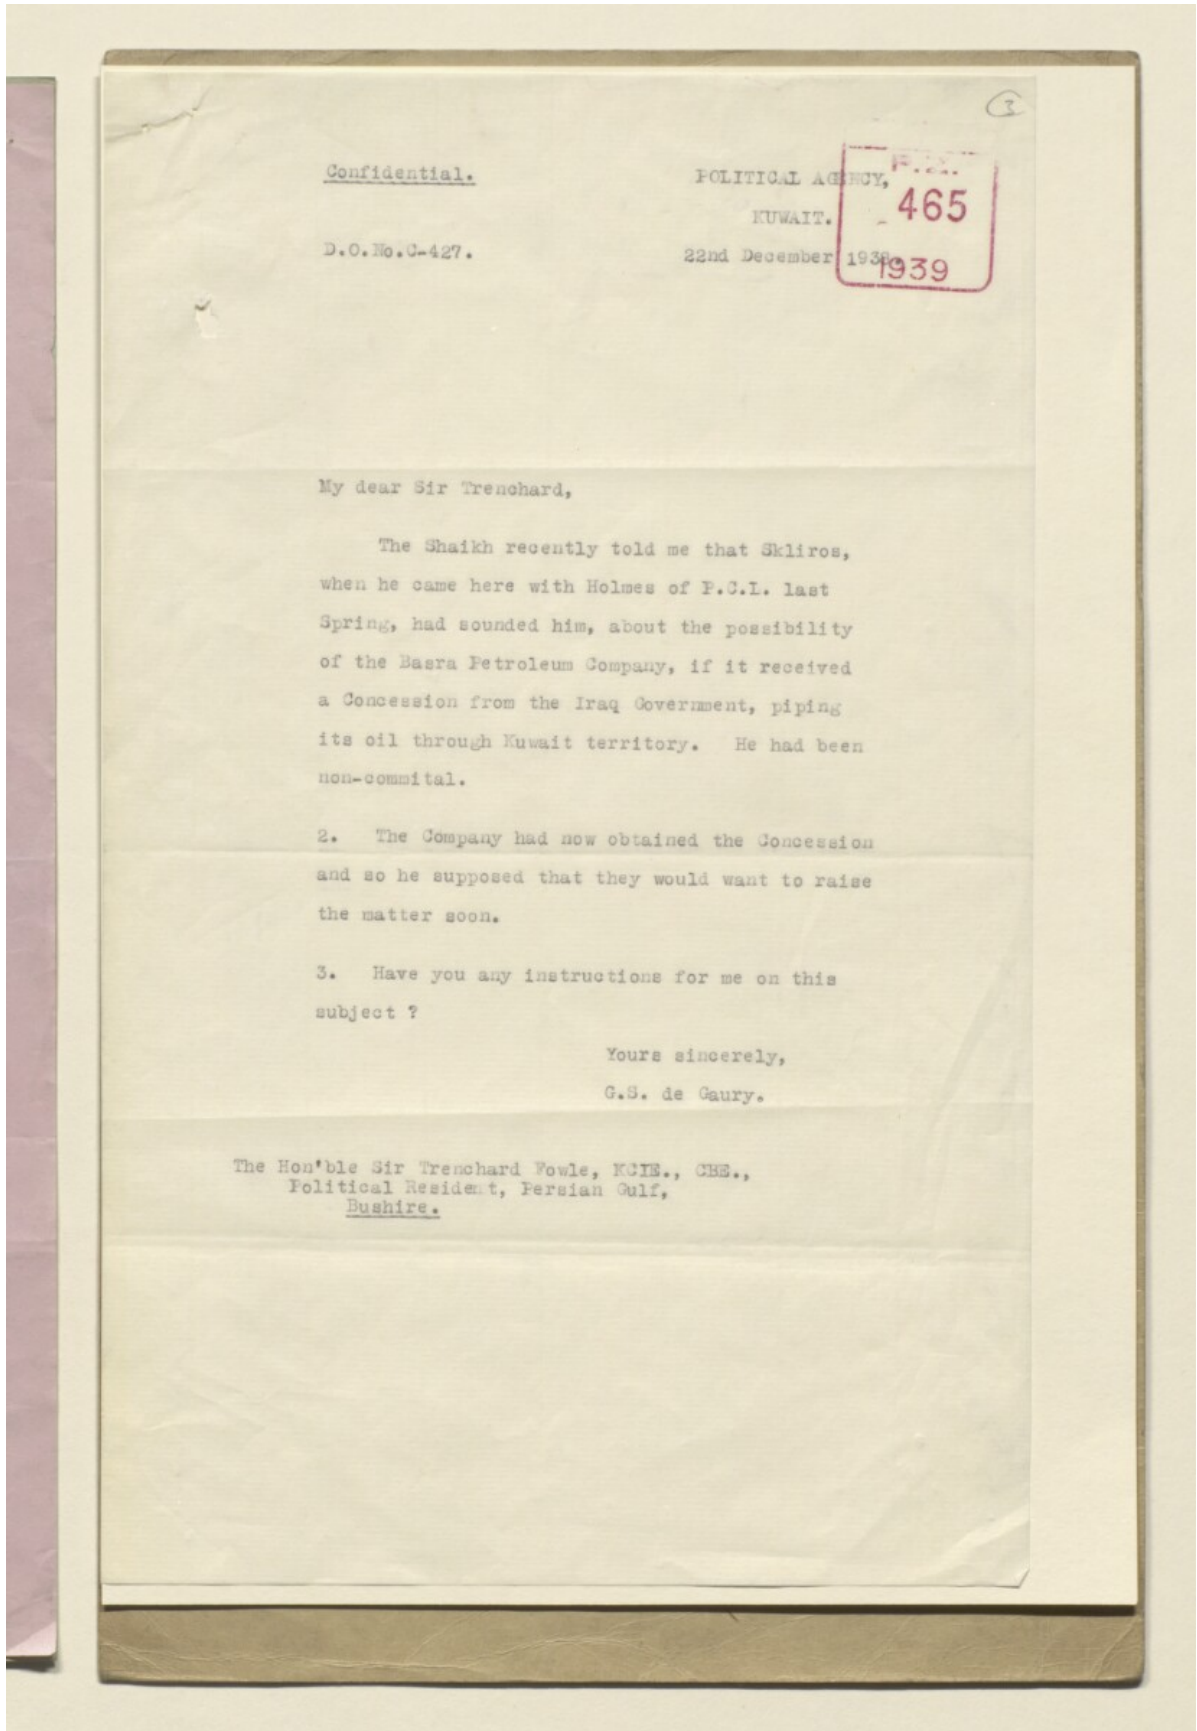 3
Confidential.
POLITICAL AGENCY,
KUWAIT.
D.O.No.C-427.
22nd December 1938.
P.Z.
465
1939
My dear Sir Trenchard,
The Shaikh recently told me that Skliros,
when he came here with Holmes of P.C.L. last
Spring, had sounded him, about the possibility
of the Basra Petroleum Company, if it received
a Concession from the Iraq Government, piping
its oil through Kuwait territory. He had been
non-commital.
2. The Company had now obtained the Concession
and so he supposed that they would want to raise
the matter soon.
3. Have you any instructions for me on this
subject ?
Yours sincerely,
G.S. de Gaury.
The Hon'ble Sir Trenchard Fowle, KCIE., CBE.,
Political Resident, Persian Gulf,
Bushire.